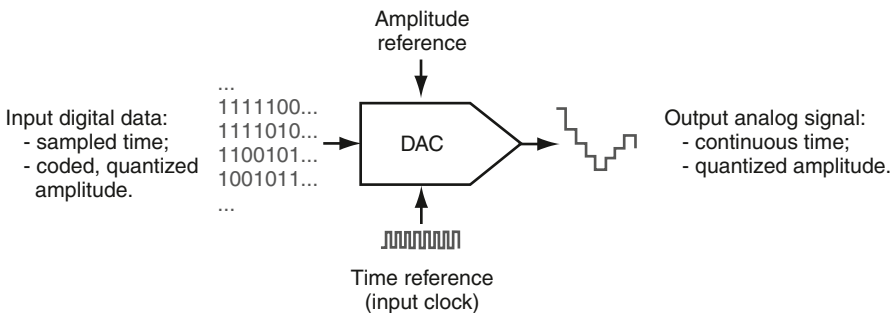 Amplitude
reference
Input digital data:
- sampled time;
- coded, quantized
amplitude.
...
1111100...
1111010...
1100101...
1001011...
...
DAC
Output analog signal:
- continuous time;
- quantized amplitude.
Time reference
(input clock)